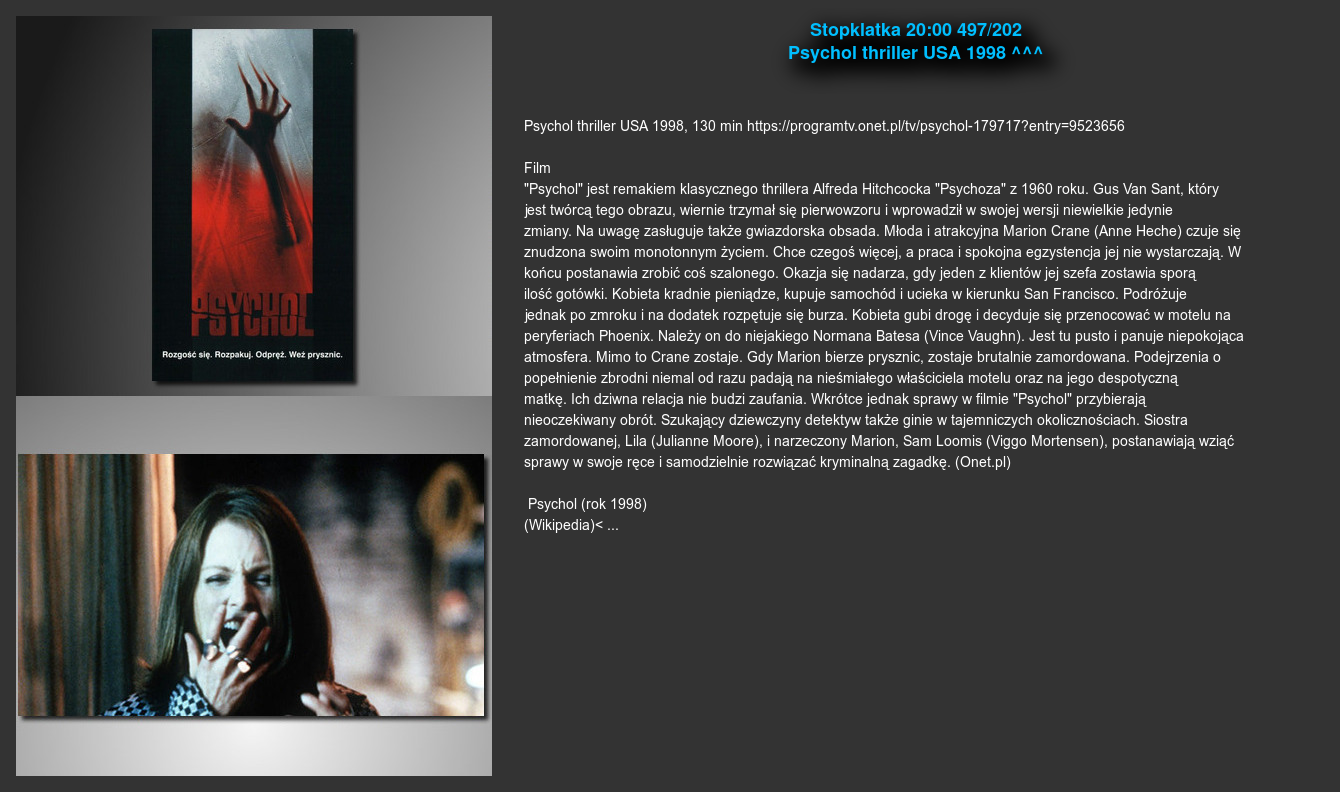 PSYCHOL
Rozgość się. Rozpakuj. Odpręż. Weź prysznic.
Stopklatka 20:00 497/202
Psychol thriller USA 1998 ^^^
Psychol thriller USA 1998, 130 min https://programtv.onet.pl/tv/psychol-179717?entry=9523656
Film
"Psychol" jest remakiem klasycznego thrillera Alfreda Hitchcocka "Psychoza" z 1960 roku. Gus Van Sant, który
jest twórcą tego obrazu, wiernie trzymał się pierwowzoru i wprowadził w swojej wersji niewielkie jedynie
zmiany. Na uwagę zasługuje także gwiazdorska obsada. Młoda i atrakcyjna Marion Crane (Anne Heche) czuje się
znudzona swoim monotonnym życiem. Chce czegoś więcej, a praca i spokojna egzystencja jej nie wystarczają. W
końcu postanawia zrobić coś szalonego. Okazja się nadarza, gdy jeden z klientów jej szefa zostawia sporą
ilość gotówki. Kobieta kradnie pieniądze, kupuje samochód i ucieka w kierunku San Francisco. Podróżuje
jednak po zmroku i na dodatek rozpętuje się burza. Kobieta gubi drogę i decyduje się przenocować w motelu na
peryferiach Phoenix. Należy on do niejakiego Normana Batesa (Vince Vaughn). Jest tu pusto i panuje niepokojąca
atmosfera. Mimo to Crane zostaje. Gdy Marion bierze prysznic, zostaje brutalnie zamordowana. Podejrzenia o
popełnienie zbrodni niemal od razu padają na nieśmiałego właściciela motelu oraz na jego despotyczną
matkę. Ich dziwna relacja nie budzi zaufania. Wkrótce jednak sprawy w filmie "Psychol" przybierają
nieoczekiwany obrót. Szukający dziewczyny detektyw także ginie w tajemniczych okolicznościach. Siostra
zamordowanej, Lila (Julianne Moore), i narzeczony Marion, Sam Loomis (Viggo Mortensen), postanawiają wziąć
sprawy w swoje ręce i samodzielnie rozwiązać kryminalną zagadkę. (Onet.pl)
Psychol (rok 1998)
(Wikipedia)< ...